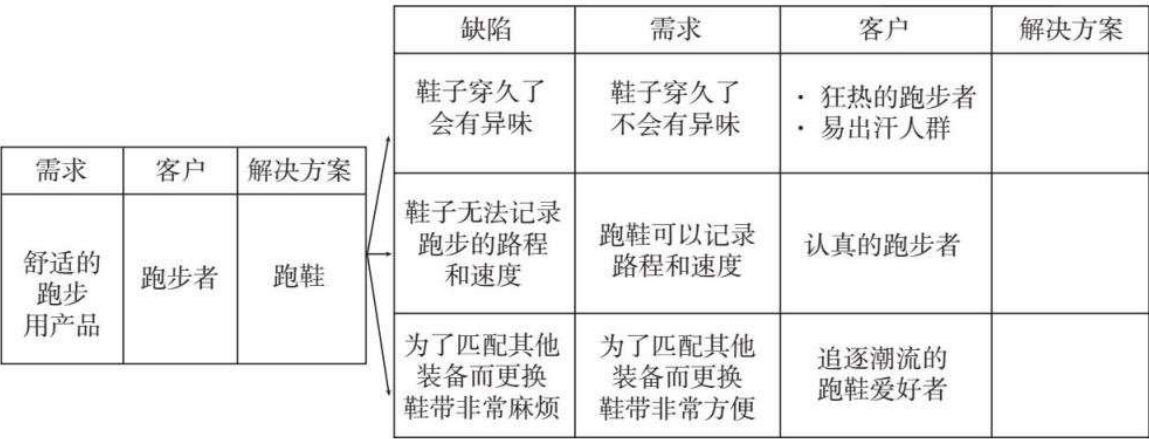 需求 客户 解决方案
舒适的
跑步
用产品
跑步者
跑鞋
缺陷 需求 客户 解决方案
鞋子穿久了
会有异味
鞋子穿久了
不会有异味
· 狂热的跑步者
· 易出汗人群
鞋子无法记录
跑步的路程
和速度
跑鞋可以记录
路程和速度
认真的跑步者
为了匹配其他
装备而更换
鞋带非常麻烦
为了匹配其他
装备而更换
鞋带非常方便
追逐潮流的
跑鞋爱好者